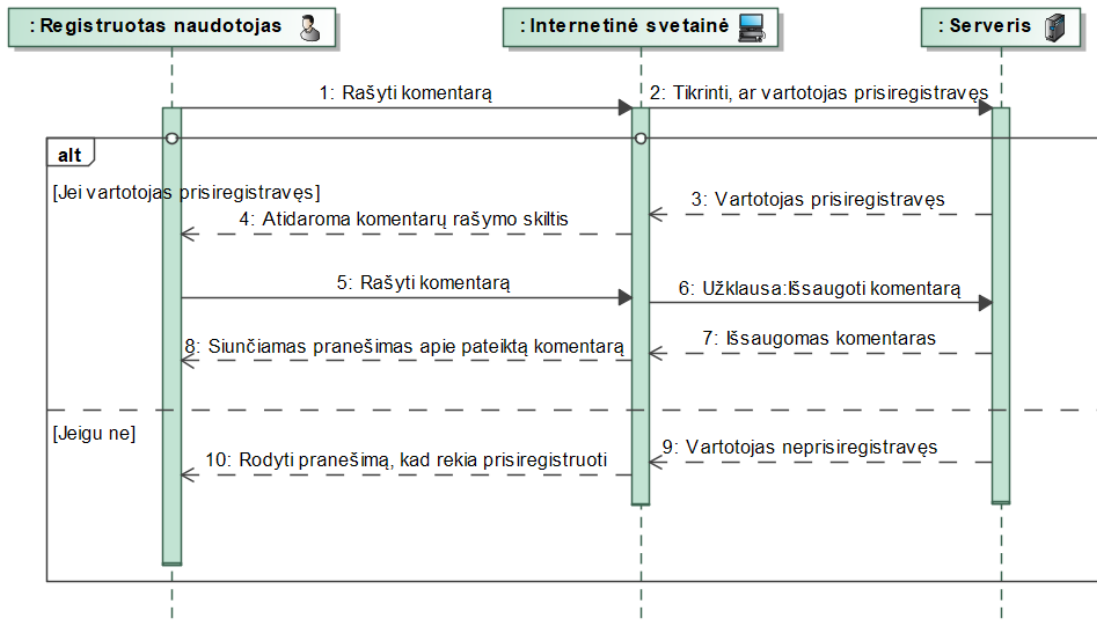 : Registruotas naudotojas
: Internetinė svetainė
: Serveris
1: Rašyti komentarą
2: Tikrinti, ar vartotojas prisiregistravęs
alt
[Jei vartotojas prisiregistravęs]
3: Vartotojas prisiregistravęs
4: Atidaroma komentarų rašymo skiltis
5: Rašyti komentarą
6: Užklausa:Išsaugoti komentarą
7: Išsaugomas komentaras
8: Siunčiamas pranešimas apie pateiktą komentarą
[Jeigu ne]
9: Vartotojas neprisiregistravęs
10: Rodyti pranešimą, kad rekia prisiregistruoti